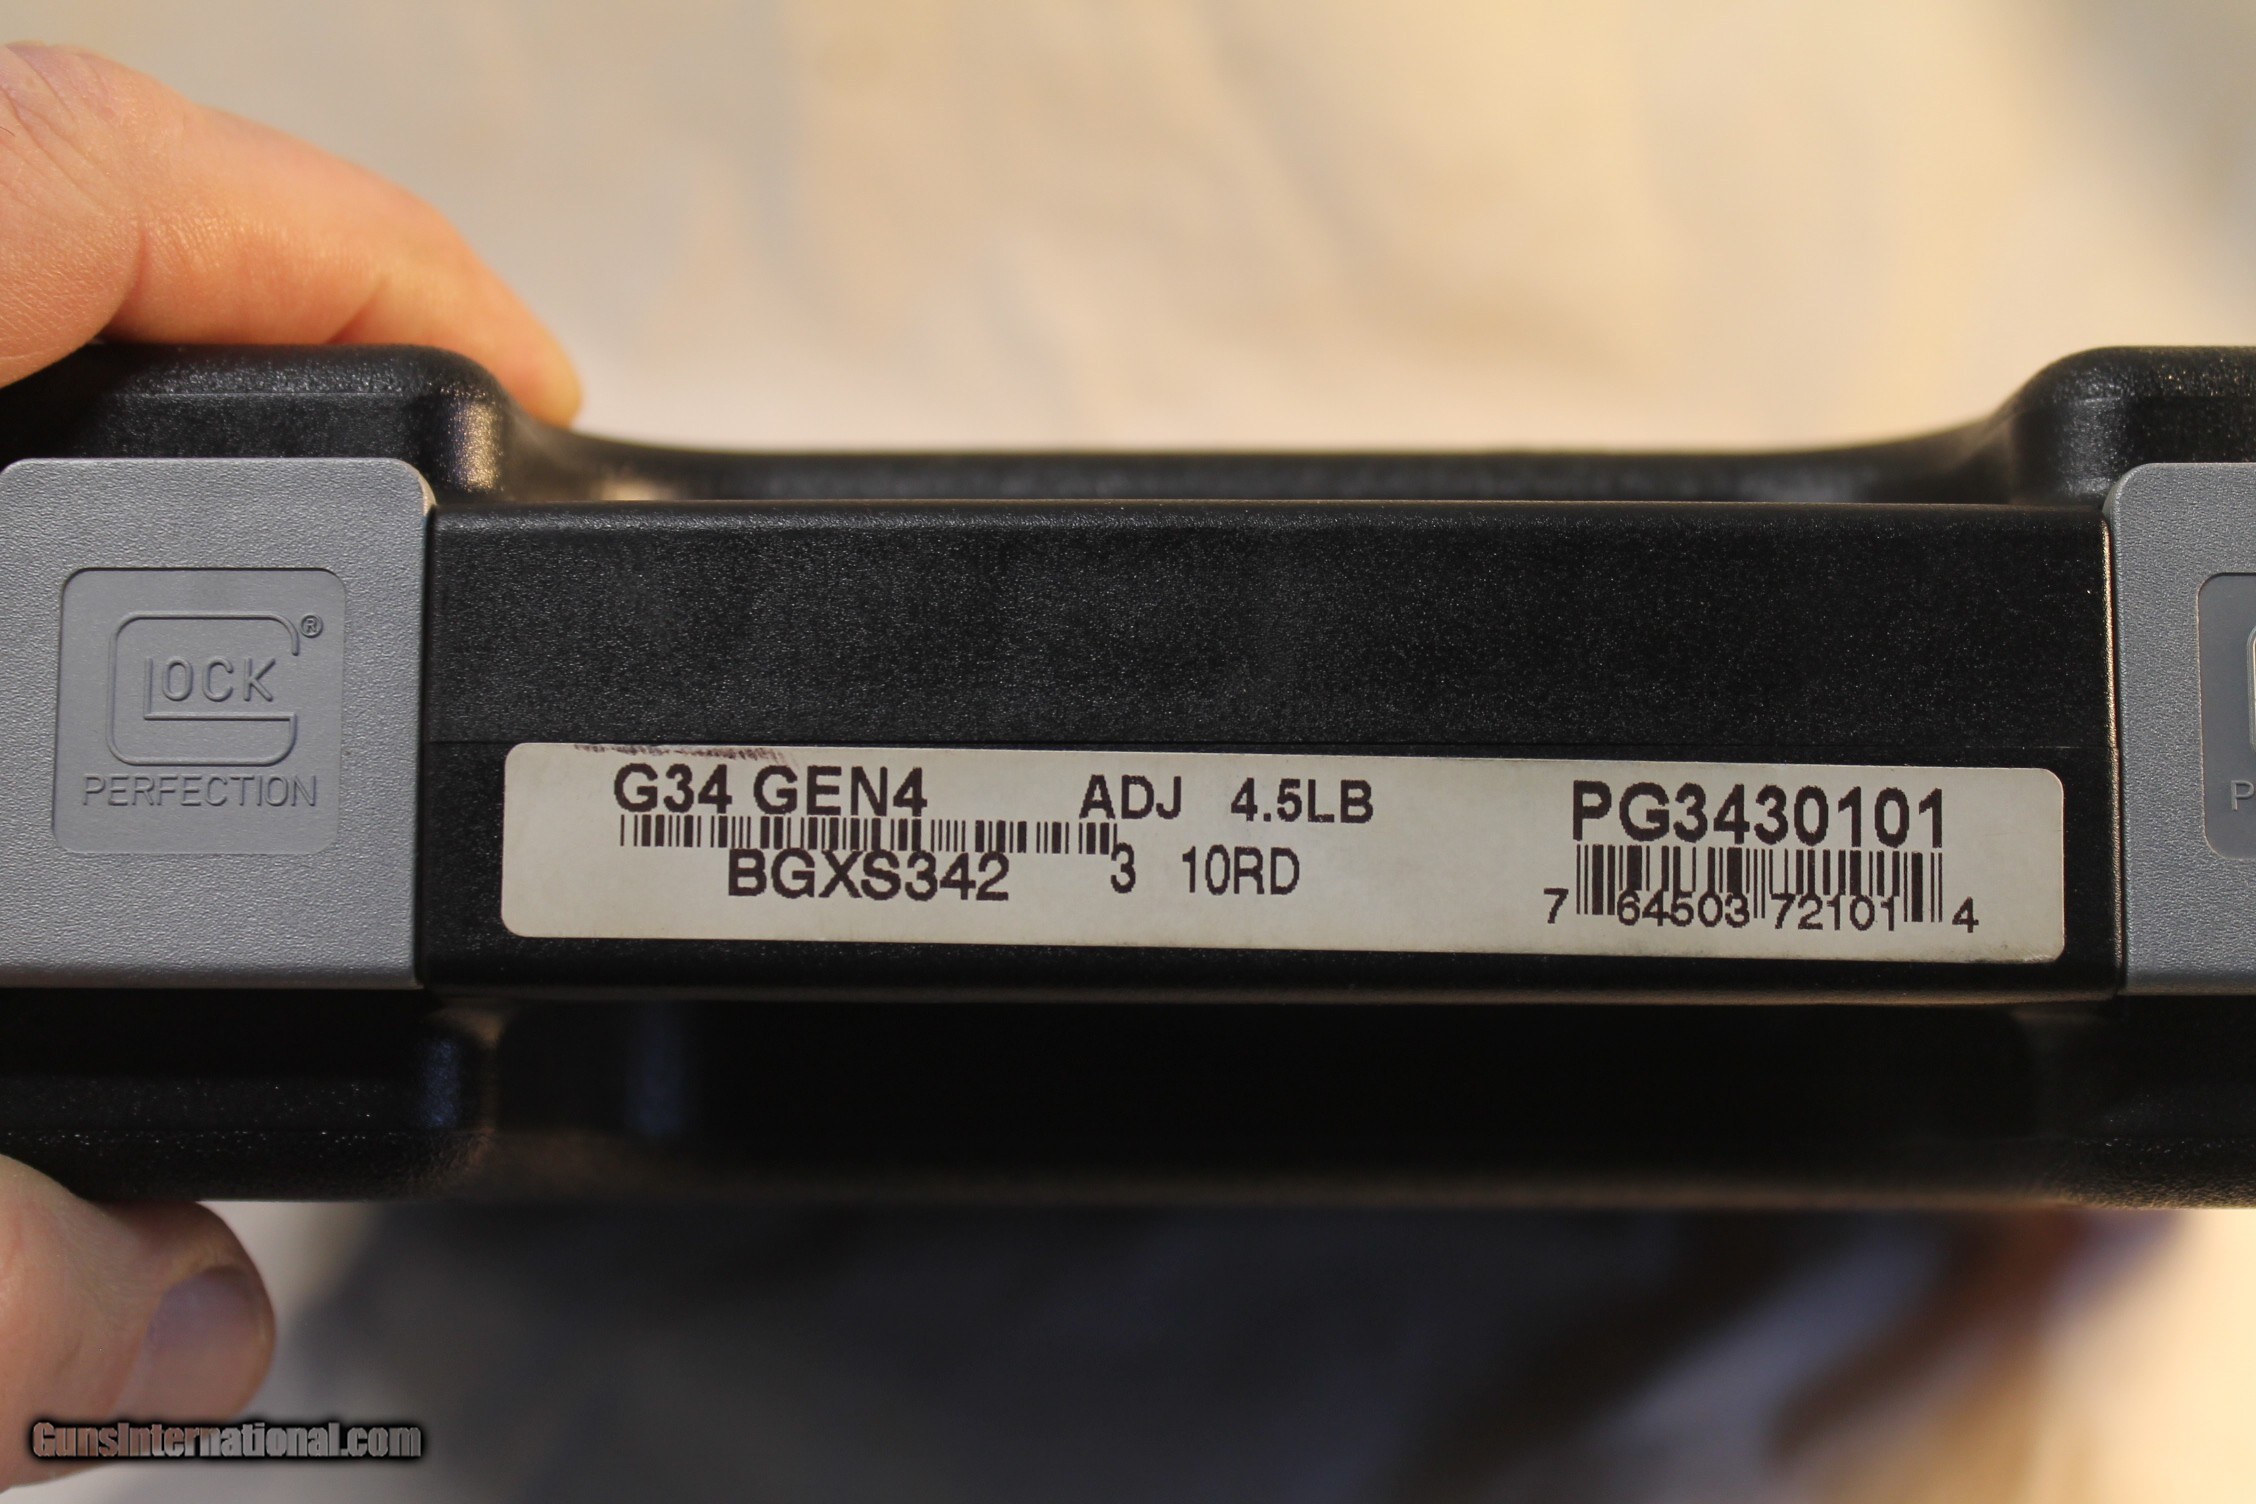 GLOCK®
PERFECTION
G34 GEN4 ADJ 4.5LB
BGXS342 3 10RD
PG3430101
7 64503 72101 4
P
GunsInternational.com